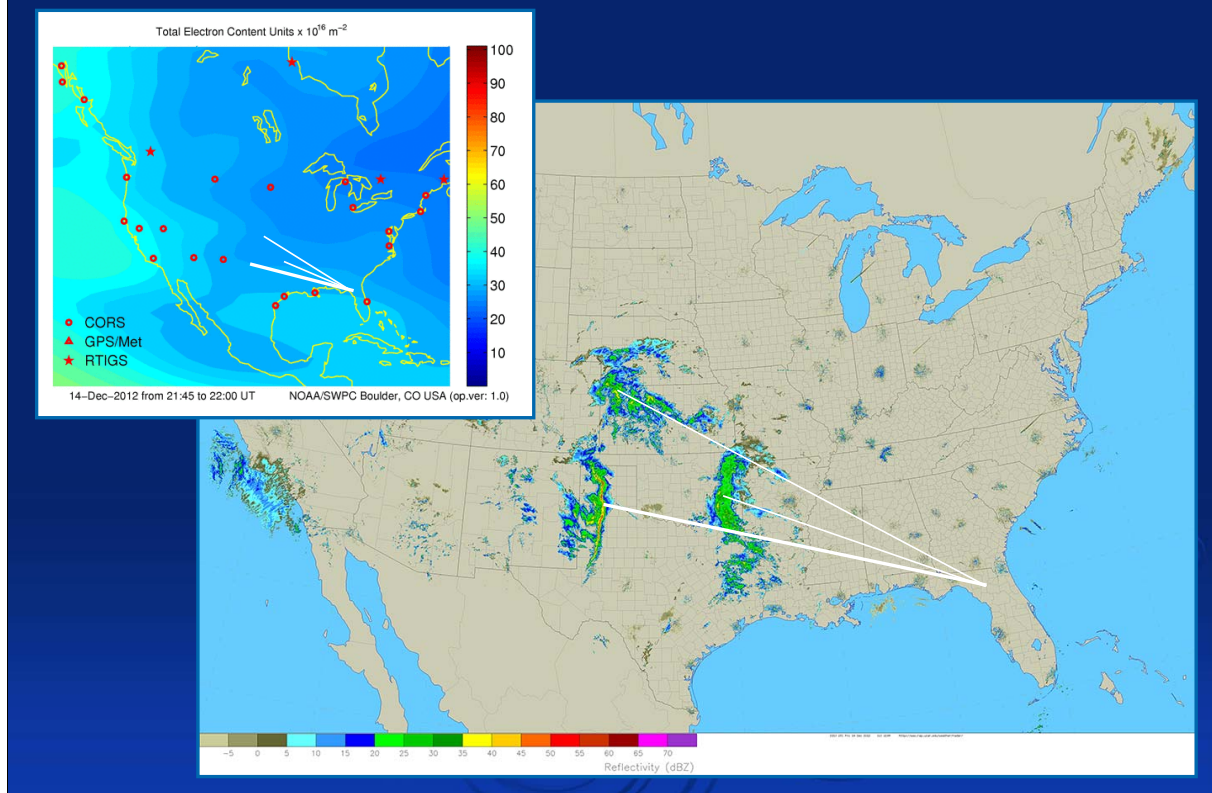 Total Electron Content Units x 10^16 m^−2
100
90
80
70
60
50
40
30
20
10
CORS
GPS/Met
RTIGS
14−Dec−2012 from 21:45 to 22:00 UT NOAA/SWPC Boulder, CO USA (op.ver: 1.0)
-5 0 5 10 15 20 25 30 35 40 45 50 55 60 65 70
Reflectivity (dBZ)